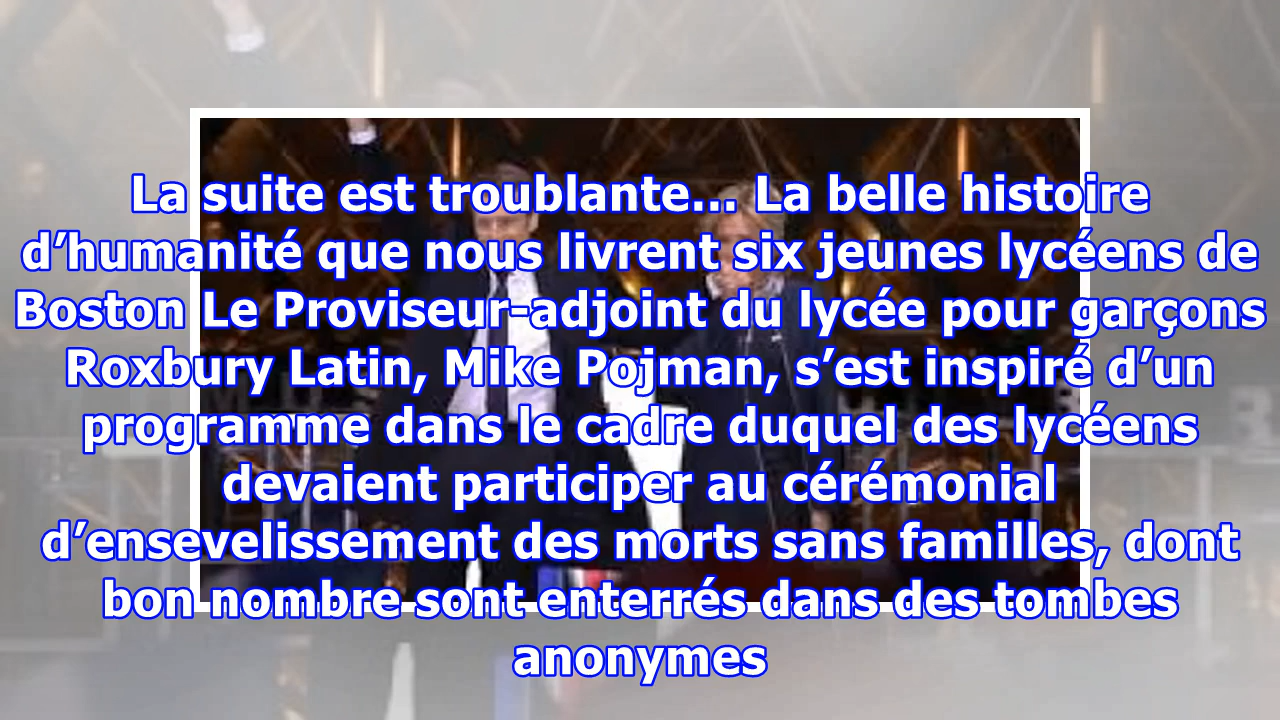 La suite est troublante... La belle histoire
d’humanité que nous livrent six jeunes lycéens de
Boston Le Proviseur-adjoint du lycée pour garçons
Roxbury Latin, Mike Pojman, s’est inspiré d’un
programme dans le cadre duquel des lycéens
devaient participer au cérémonial
d’ensevelissement des morts sans familles, dont
bon nombre sont enterrés dans des tombes
anonymes